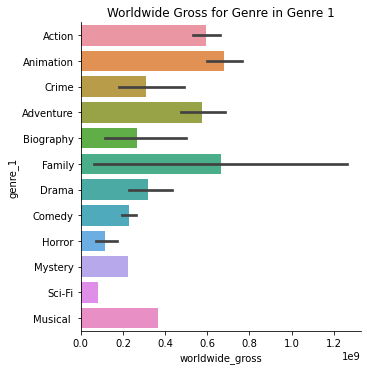 Worldwide Gross for Genre in Genre 1
genre_1
Action
Animation
Crime
Adventure
Biography
Family
Drama
Comedy
Horror
Mystery
Sci-Fi
Musical
0.0 0.2 0.4 0.6 0.8 1.0 1.2
1e9
worldwide_gross